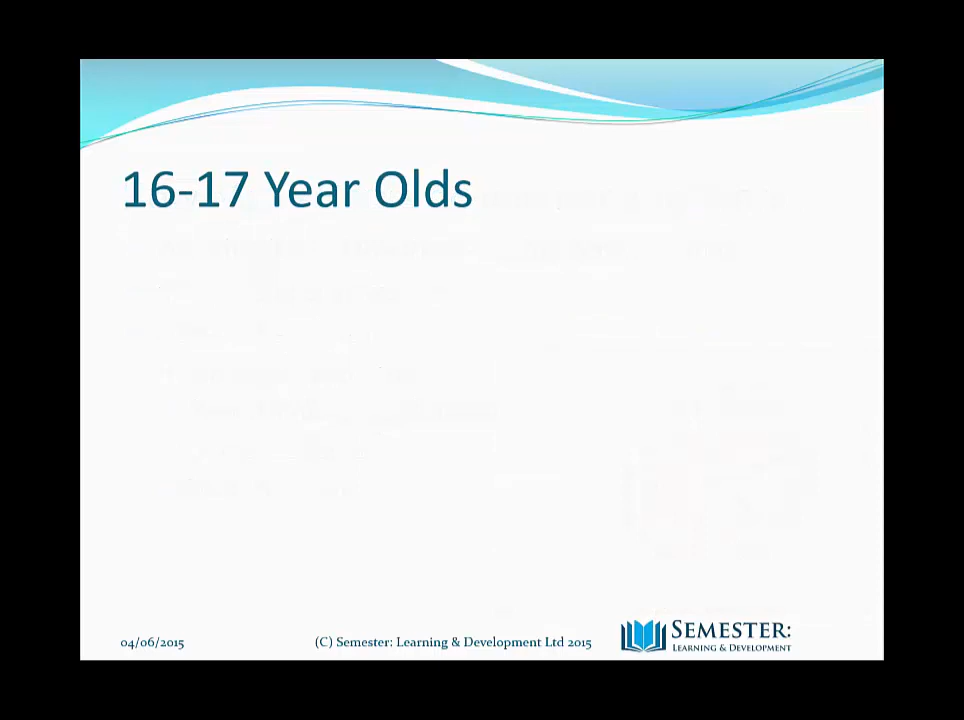 16-17 Year Olds
04/06/2015
(C) Semester: Learning & Development Ltd 2015
SEMESTER:
LEARNING & DEVELOPMENT